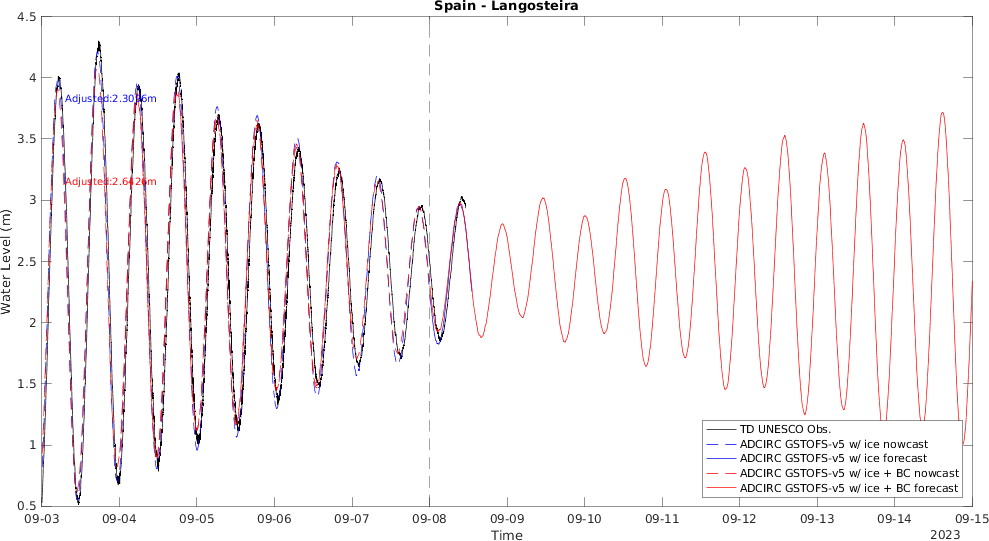 Spain - Langosteira
4.5
4
3.5
3
2.5
2
1.5
1
0.5
Water Level (m)
Adjusted:2.3096m
Adjusted:2.6426m
TD UNESCO Obs.
ADCIRC GSTOFS-v5 w/ ice nowcast
ADCIRC GSTOFS-v5 w/ ice forecast
ADCIRC GSTOFS-v5 w/ ice + BC nowcast
ADCIRC GSTOFS-v5 w/ ice + BC forecast
09-03 09-04 09-05 09-06 09-07 09-08 09-09 09-10 09-11 09-12 09-13 09-14 09-15
Time
2023